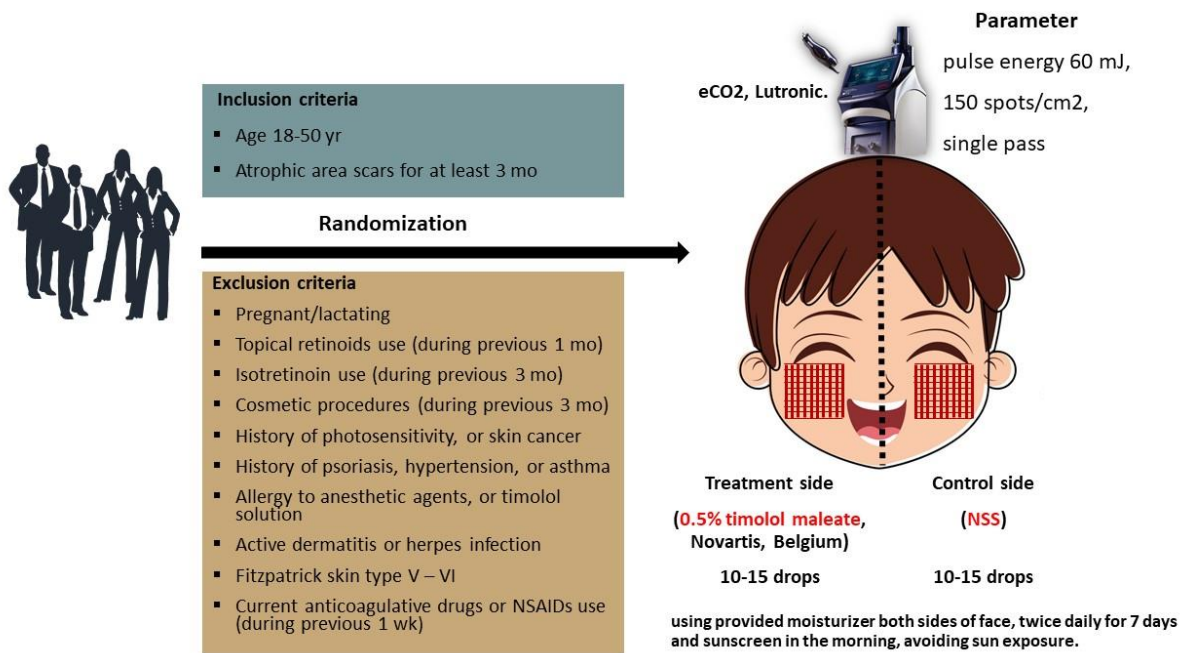 Parameter
pulse energy 60 mJ,
150 spots/cm2,
single pass
eCO2, Lutronic.
Inclusion criteria
▪ Age 18-50 yr
▪ Atrophic area scars for at least 3 mo
Randomization
Exclusion criteria
▪ Pregnant/lactating
▪ Topical retinoids use (during previous 1 mo)
▪ Isotretinoin use (during previous 3 mo)
▪ Cosmetic procedures (during previous 3 mo)
▪ History of photosensitivity, or skin cancer
▪ History of psoriasis, hypertension, or asthma
▪ Allergy to anesthetic agents, or timolol
solution
▪ Active dermatitis or herpes infection
▪ Fitzpatrick skin type V – VI
▪ Current anticoagulative drugs or NSAIDs use
(during previous 1 wk)
Treatment side
(0.5% timolol maleate,
Novartis, Belgium)
10-15 drops
Control side
(NSS)
10-15 drops
using provided moisturizer both sides of face, twice daily for 7 days
and sunscreen in the morning, avoiding sun exposure.